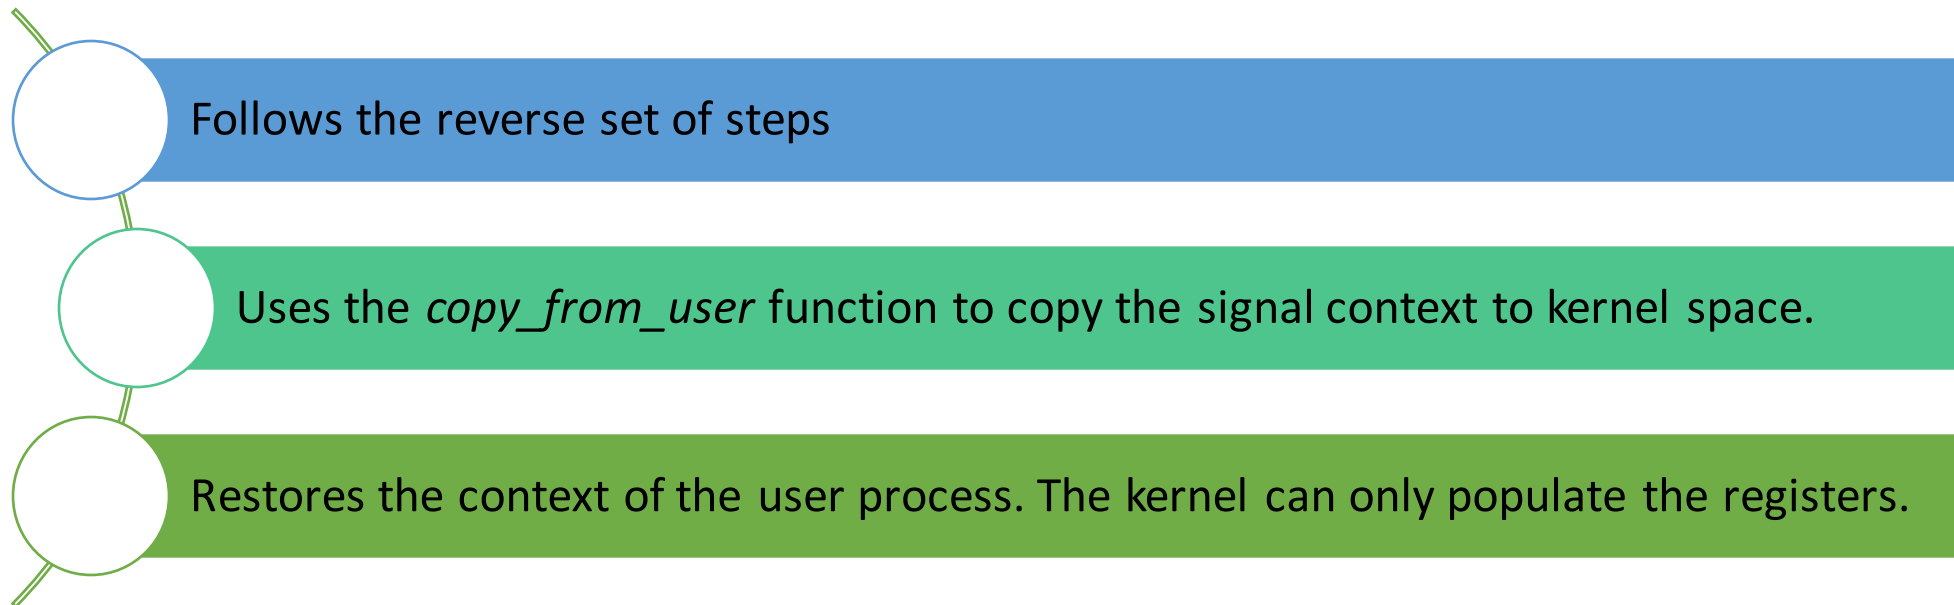 Follows the reverse set of steps
Uses the copy_from_user function to copy the signal context to kernel space.
Restores the context of the user process. The kernel can only populate the registers.